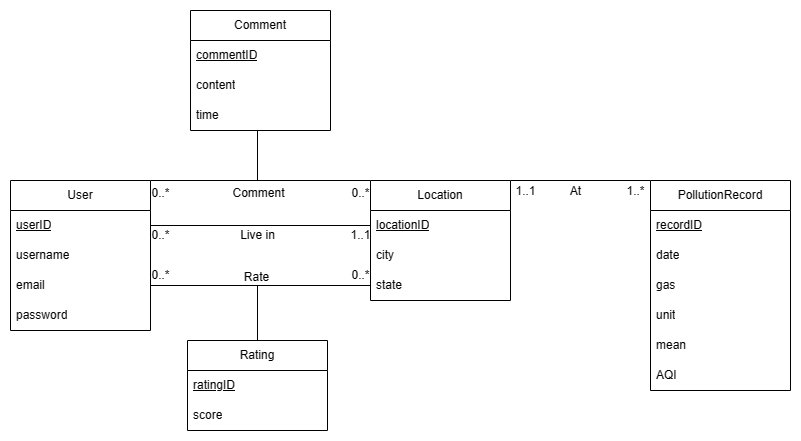 Comment
commentID
content
time
User
userID
username
email
password
0..*
Comment
0..*
0..*
Live in
1..1
0..*
Rate
0..*
Location
locationID
city
state
1..1
At
1..*
PollutionRecord
recordID
date
gas
unit
mean
AQI
Rating
ratingID
score